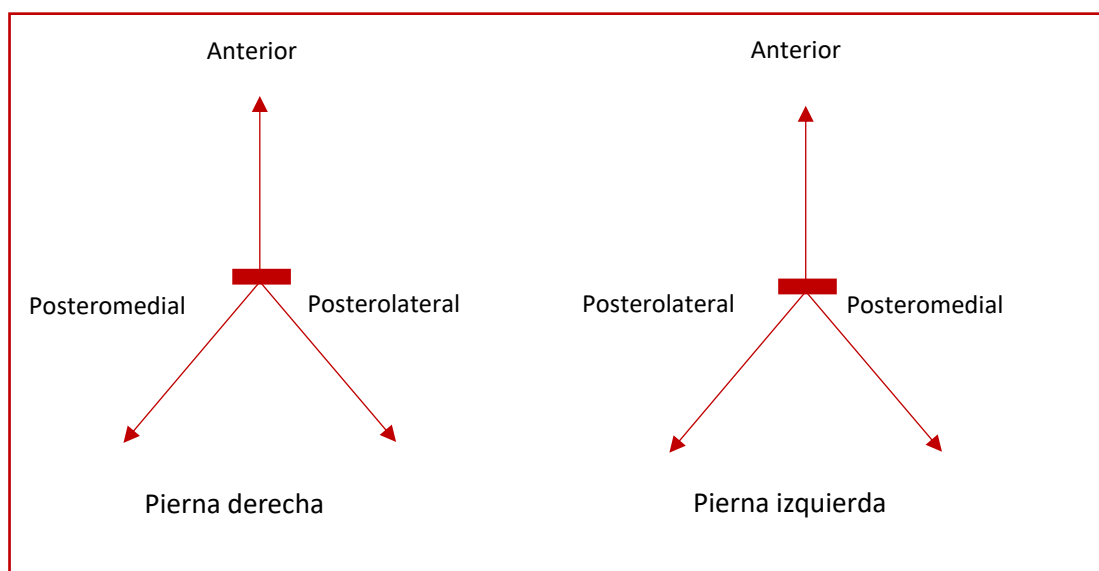 Anterior
Posteromedial
Posterolateral
Pierna derecha
Anterior
Posterolateral
Posteromedial
Pierna izquierda